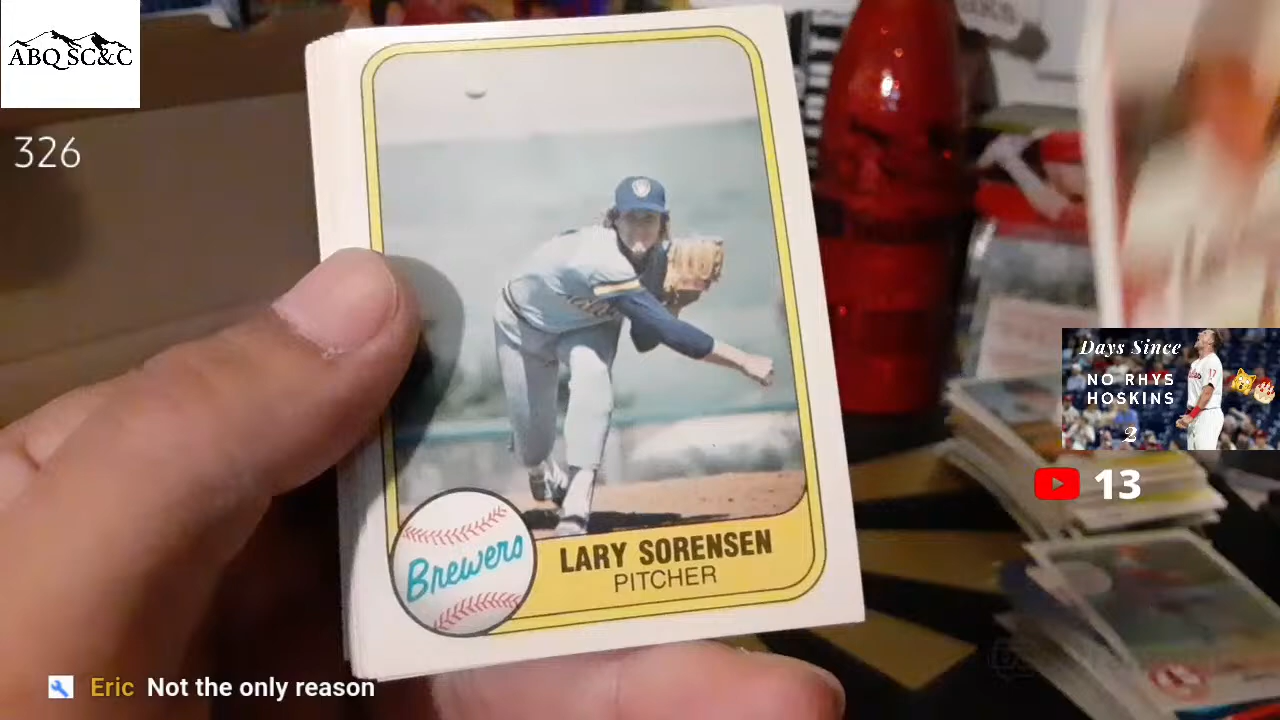 ABQ SC&C
326
Brewers
LARY SORENSEN
PITCHER
Days Since
NO RHYS
HOSKINS
2
13
Eric Not the only reason